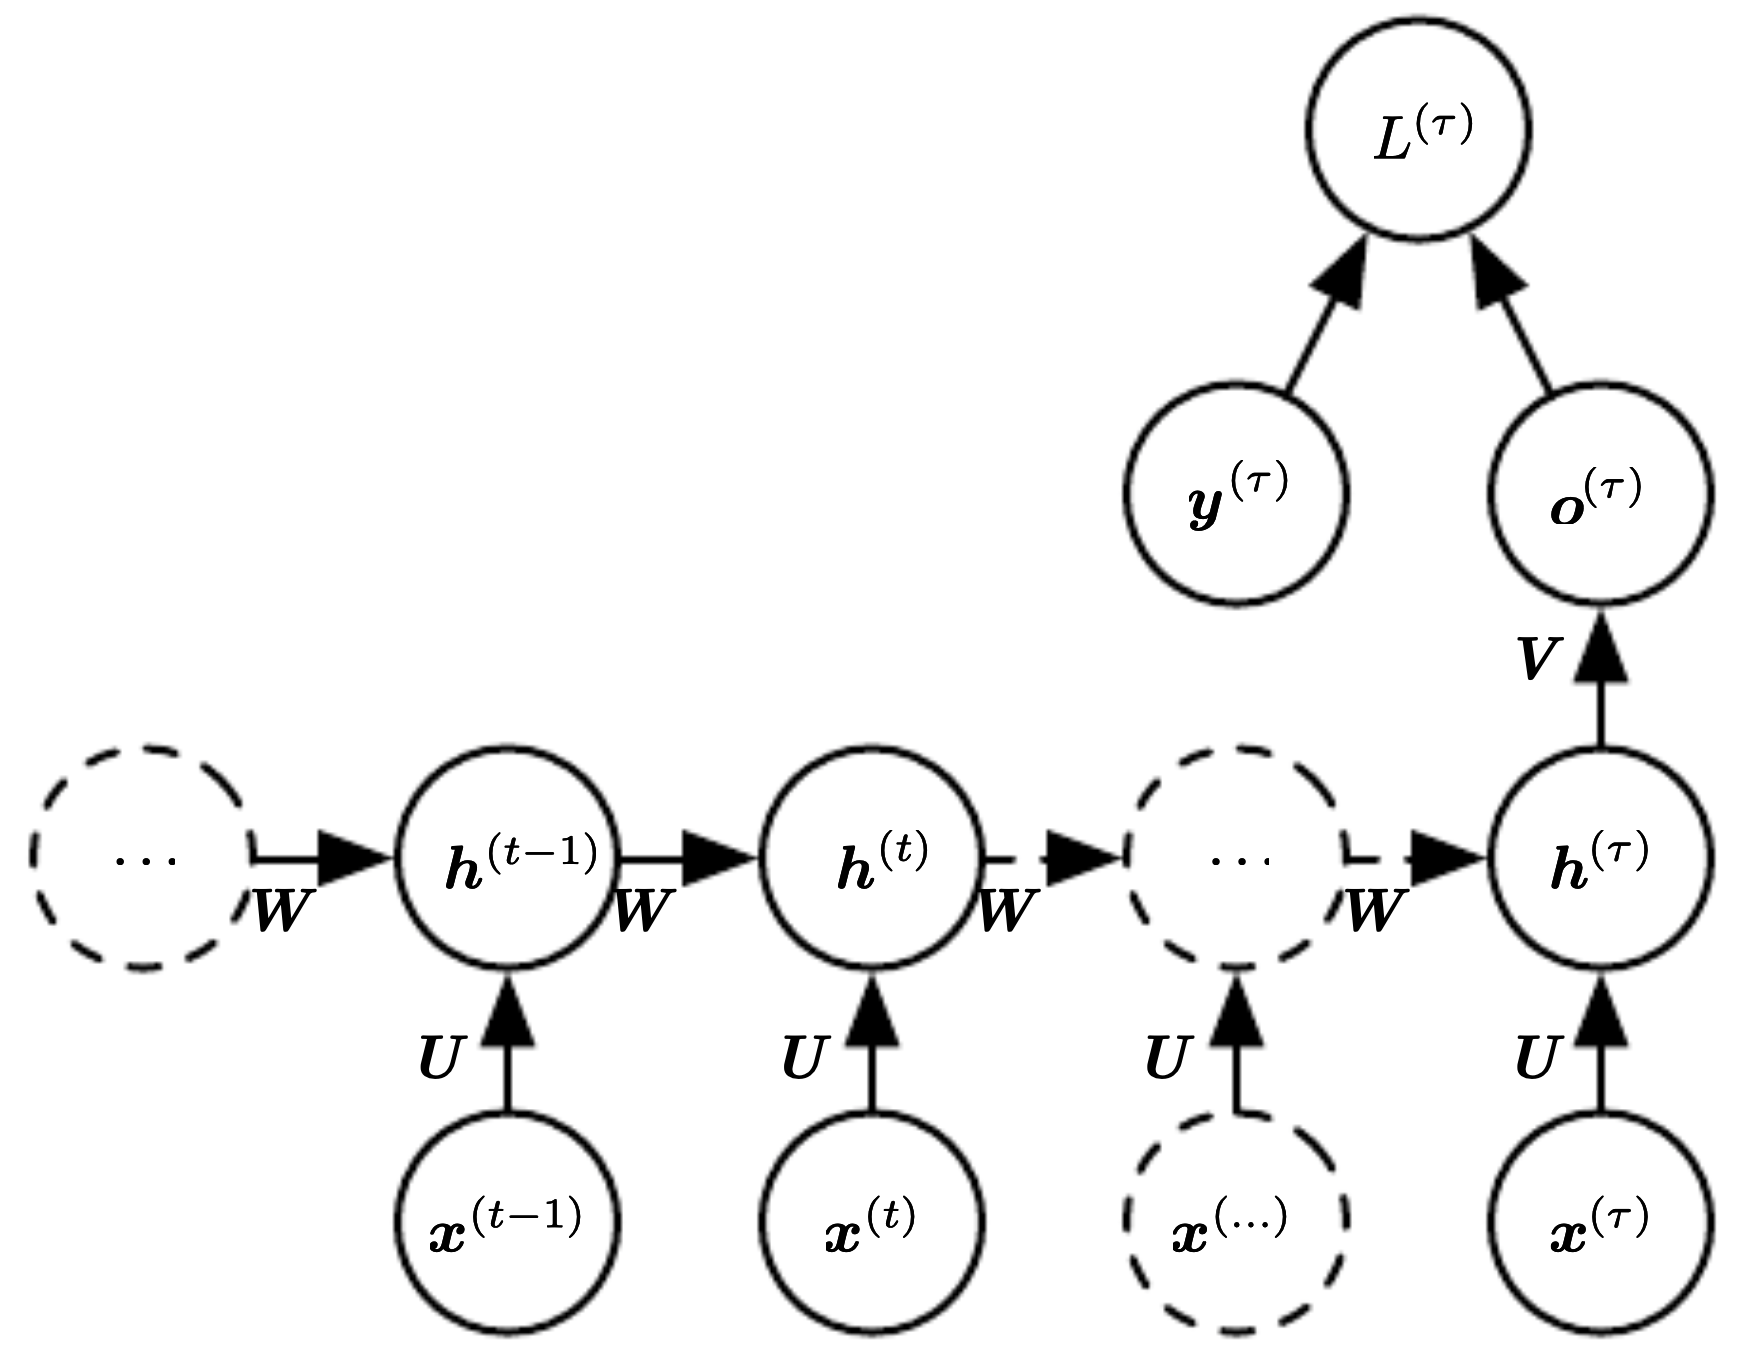 L^(τ)
y^(τ) o^(τ)
V
… h^(t−1) h^(t) … h^(τ)
W W W W
U U U U
x^(t−1) x^(t) x^(…) x^(τ)